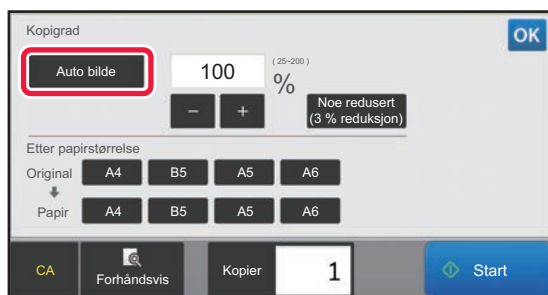 Kopigrad
OK
Auto bilde
100
(25~200)
%
−
+
Noe redusert
(3 % reduksjon)
Etter papirstørrelse
Original A4 B5 A5 A6
Papir A4 B5 A5 A6
CA
Forhåndsvis
Kopier
1
Start